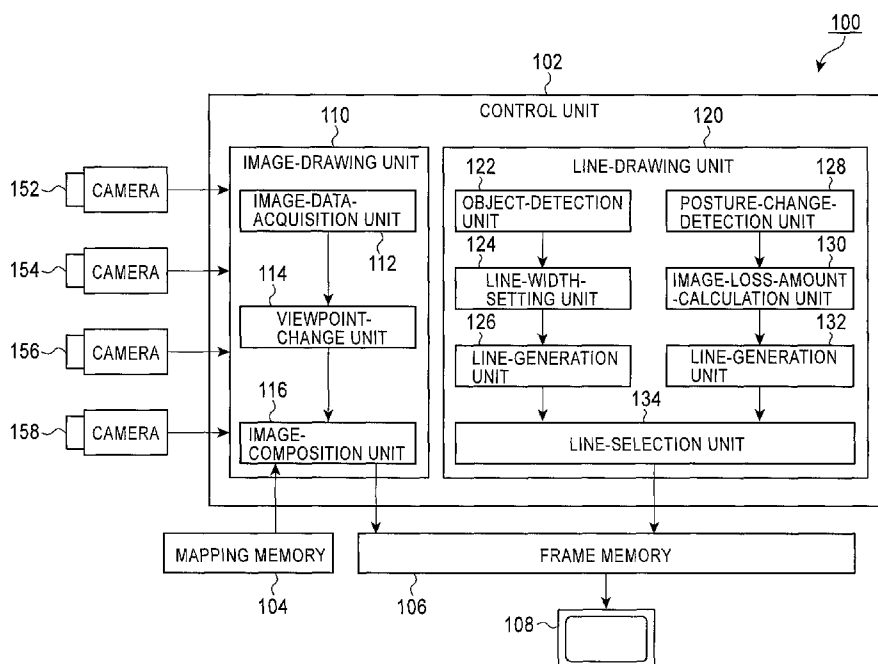 100
102
CONTROL UNIT
110
IMAGE-DRAWING UNIT
120
LINE-DRAWING UNIT
152
CAMERA
154
CAMERA
156
CAMERA
158
CAMERA
IMAGE-DATA-
ACQUISITION UNIT
112
114
VIEWPOINT-
CHANGE UNIT
116
IMAGE-
COMPOSITION UNIT
122
OBJECT-DETECTION
UNIT
124
LINE-WIDTH-
SETTING UNIT
126
LINE-GENERATION
UNIT
128
POSTURE-CHANGE-
DETECTION UNIT
130
IMAGE-LOSS-AMOUNT
-CALCULATION UNIT
132
LINE-GENERATION
UNIT
134
LINE-SELECTION UNIT
MAPPING MEMORY
104
FRAME MEMORY
106
108